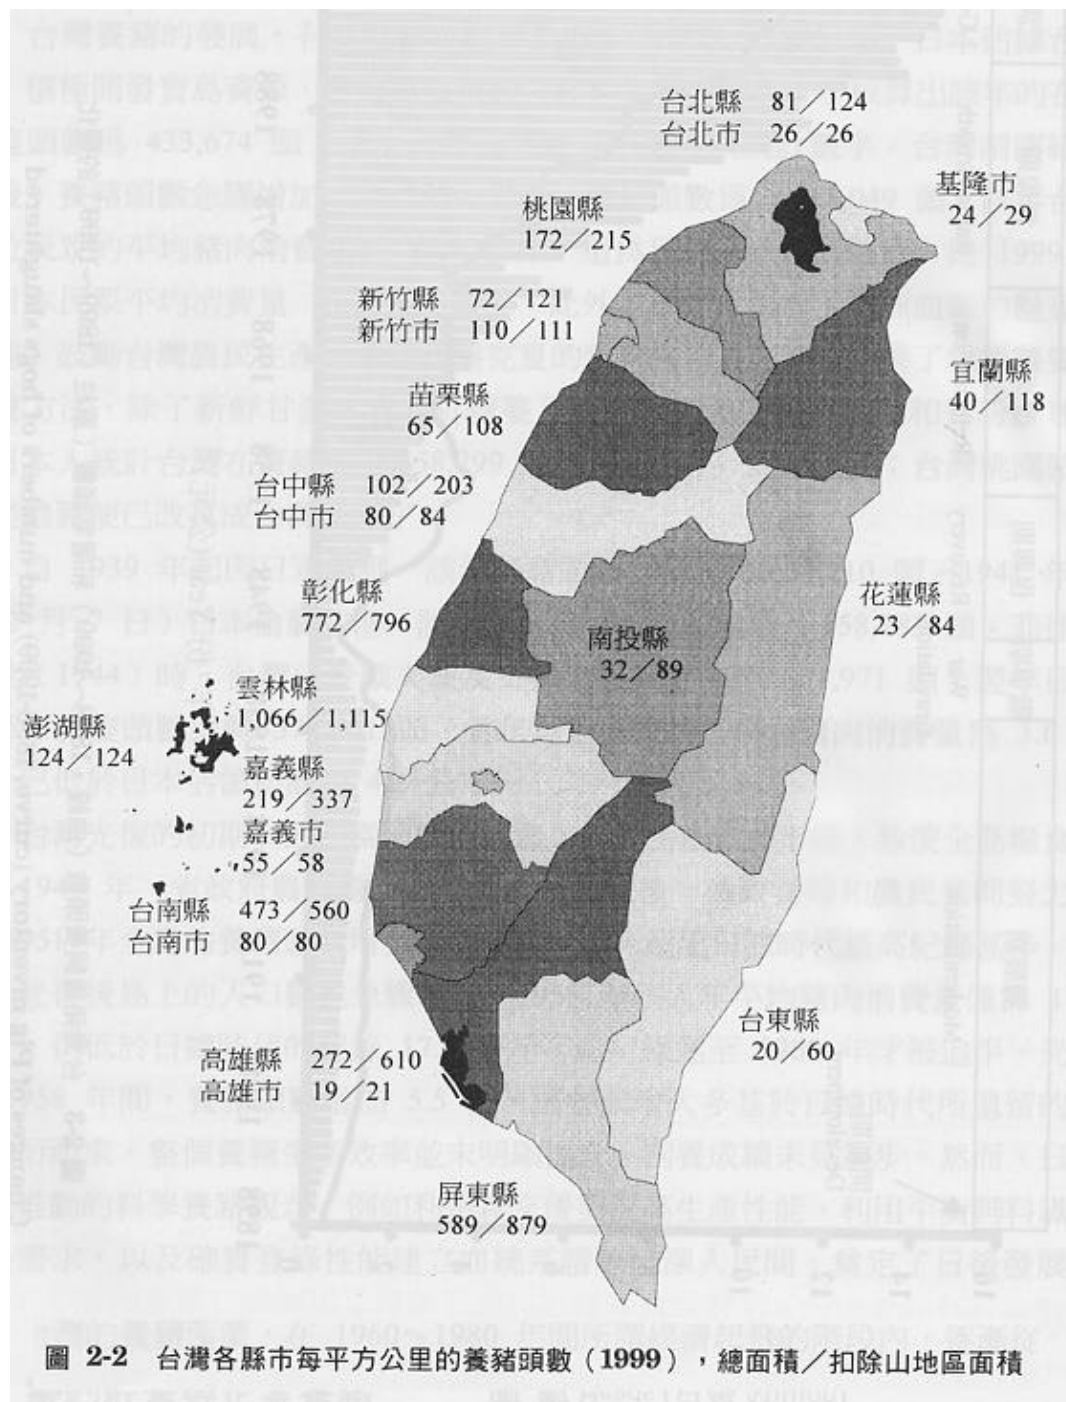 台北縣 81／124
台北市 26／26
基隆市
24／29
桃園縣
172／215
新竹縣 72／121
新竹市 110／111
宜蘭縣
40／118
苗栗縣
65／108
台中縣 102／203
台中市 80／84
彰化縣
772／796
花蓮縣
23／84
南投縣
32／89
雲林縣
1,066／1,115
澎湖縣
124／124
嘉義縣
219／337
嘉義市
55／58
台南縣 473／560
台南市 80／80
台東縣
20／60
高雄縣 272／610
高雄市 19／21
屏東縣
589／879
圖 2-2 台灣各縣市每平方公里的養豬頭數（1999），總面積／扣除山地區面積